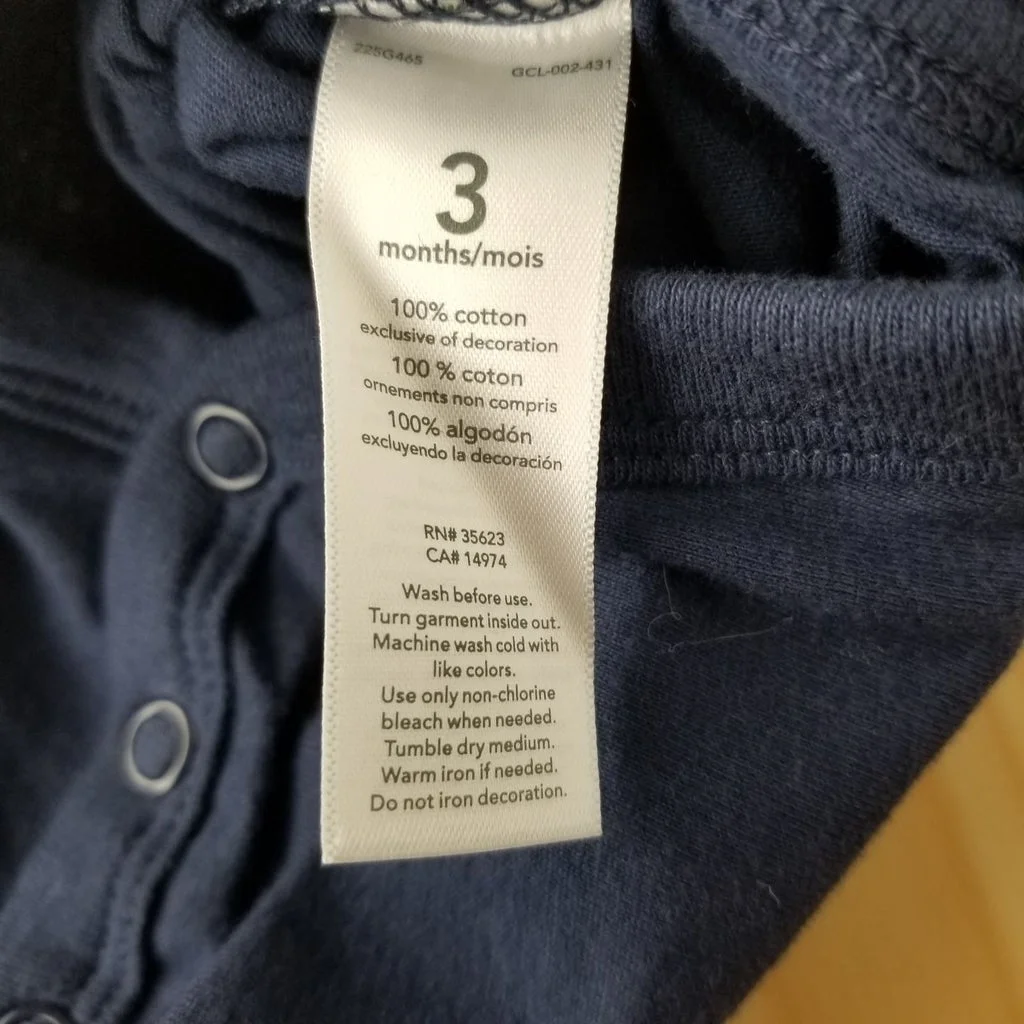 225G465
GCL-002-431
3
months/mois
100% cotton
exclusive of decoration
100 % coton
ornements non compris
100% algodón
excluyendo la decoración
RN# 35623
CA# 14974
Wash before use.
Turn garment inside out.
Machine wash cold with
like colors.
Use only non-chlorine
bleach when needed.
Tumble dry medium.
Warm iron if needed.
Do not iron decoration.